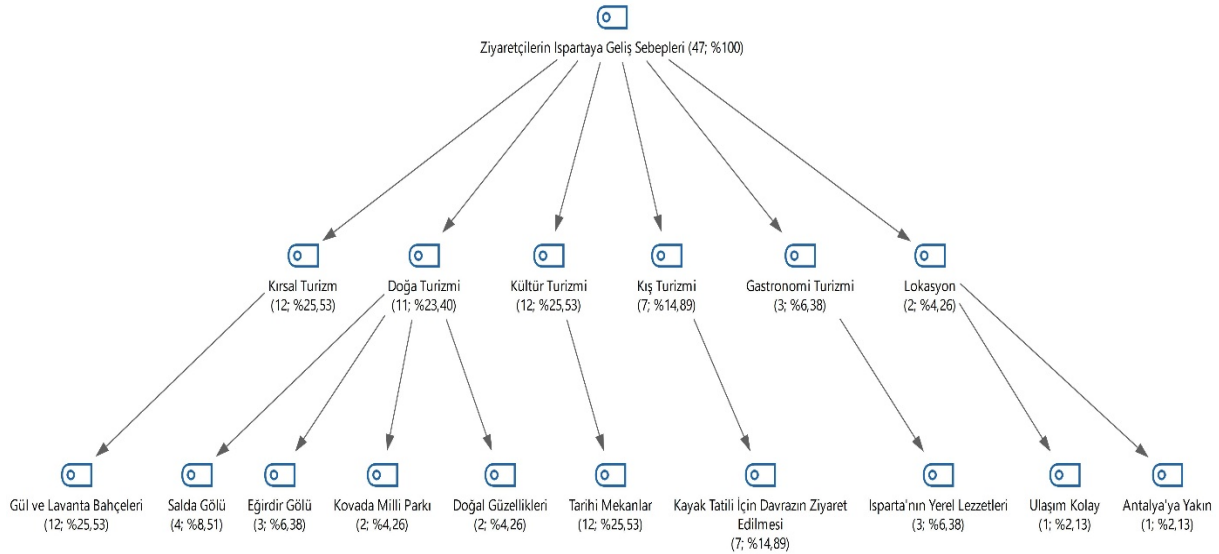 Ziyaretçilerin Ispartaya Geliş Sebepleri (47; %100)
Kırsal Turizm
(12; %25,53)
Doğa Turizmi
(11; %23,40)
Kültür Turizmi
(12; %25,53)
Kış Turizmi
(7; %14,89)
Gastronomi Turizmi
(3; %6,38)
Lokasyon
(2; %4,26)
Gül ve Lavanta Bahçeleri
(12; %25,53)
Salda Gölü
(4; %8,51)
Eğirdir Gölü
(3; %6,38)
Kovada Milli Parkı
(2; %4,26)
Doğal Güzellikleri
(2; %4,26)
Tarihi Mekanlar
(12; %25,53)
Kayak Tatili İçin Davrazın Ziyaret
Edilmesi
(7; %14,89)
Isparta'nın Yerel Lezzetleri
(3; %6,38)
Ulaşım Kolay
(1; %2,13)
Antalya'ya Yakın
(1; %2,13)